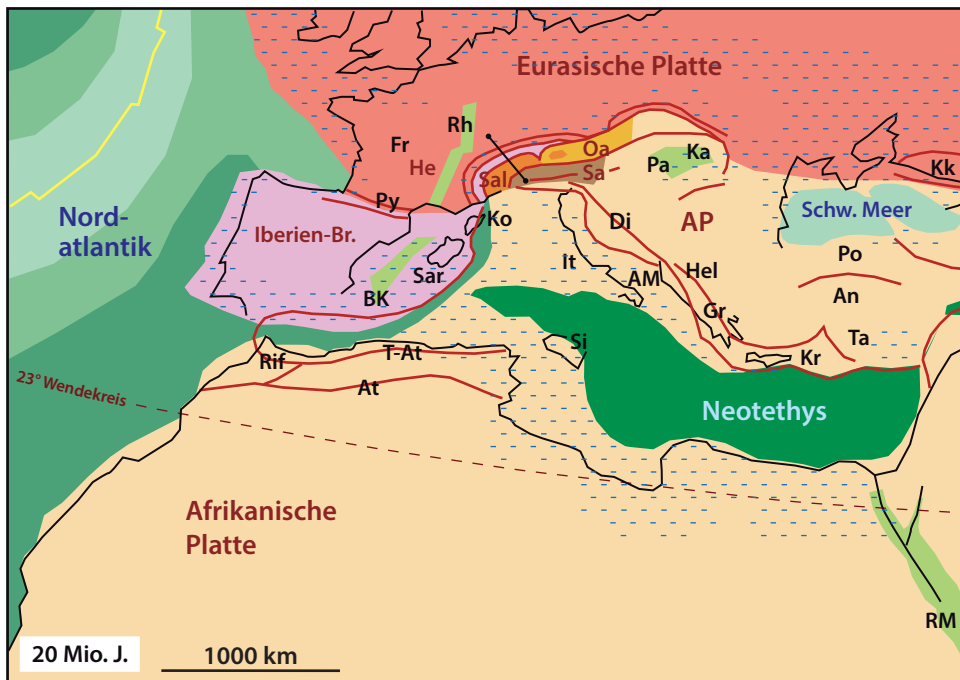 Eurasische Platte
Rh
Fr
He
Oa
Ka
Pa
Sal
Sa
Kk
Py
Nord-
atlantik
Iberien-Br.
Ko
Di
AP
Schw. Meer
Sar
It
Po
AM
Hel
BK
An
Gr
Si
Ta
T-At
Rif
Kr
At
23° Wendekreis
Neotethys
Afrikanische
Platte
RM
20 Mio. J.
1000 km